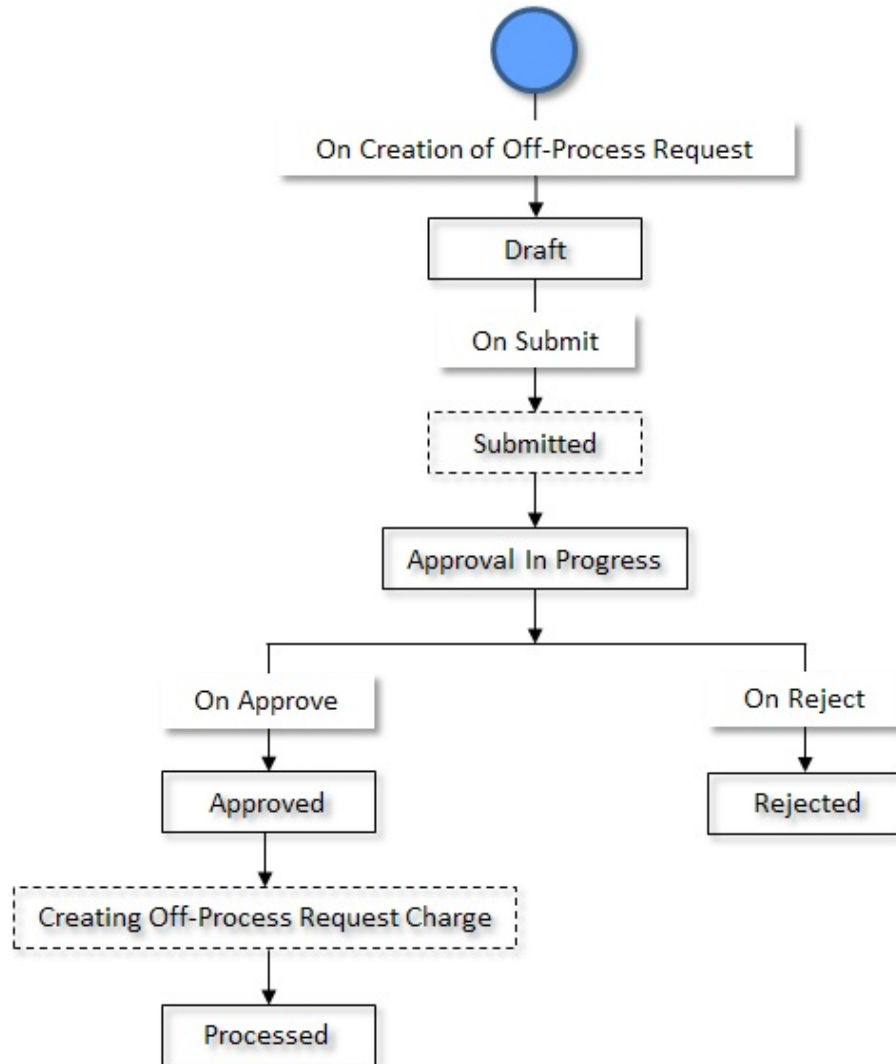 On Creation of Off-Process Request
Draft
On Submit
Submitted
Approval In Progress
On Approve
On Reject
Approved
Rejected
Creating Off-Process Request Charge
Processed